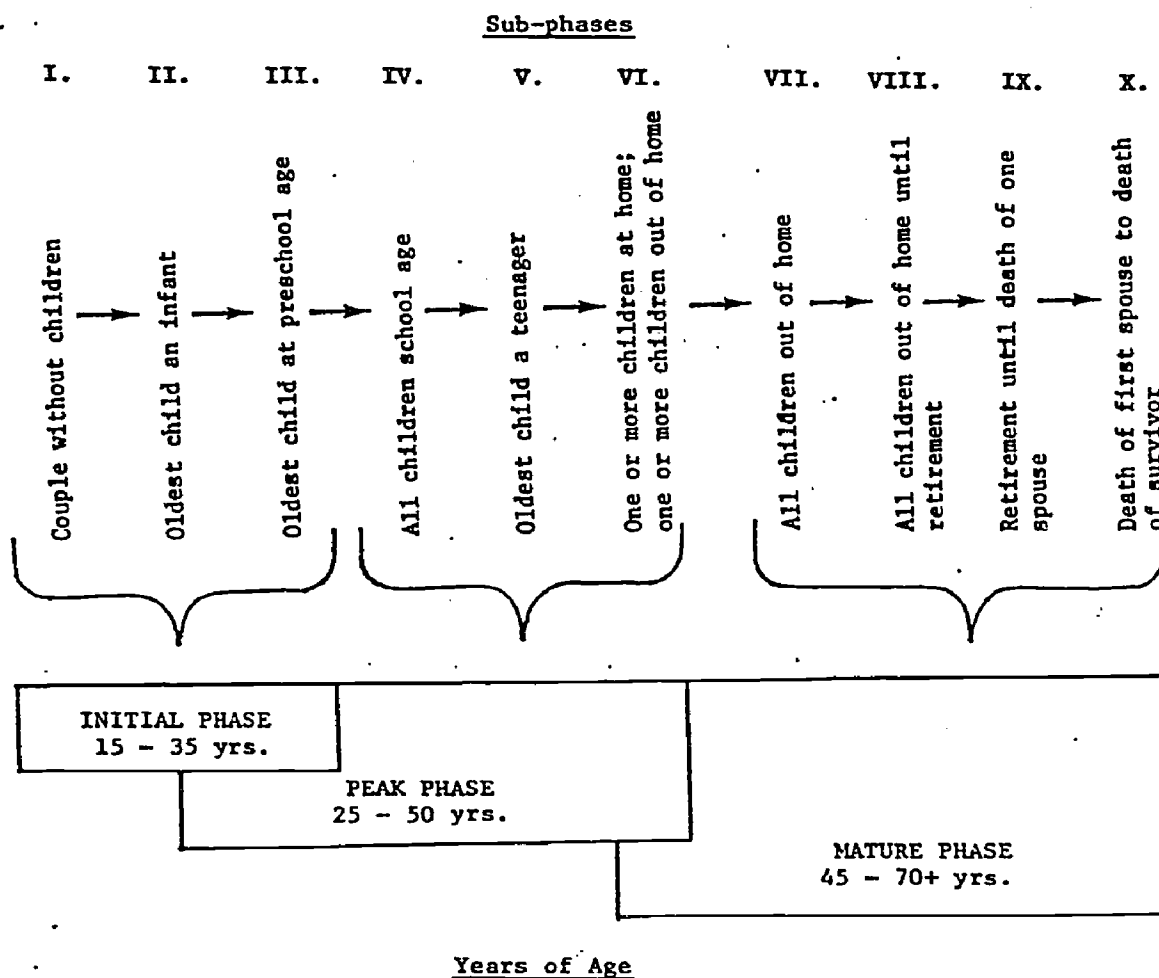 Sub-phases
I. II. III. IV. V. VI. VII. VIII. IX. X.
Couple without children
Oldest child an infant
Oldest child at preschool age
All children school age
Oldest child a teenager
One or more children at home;
one or more children out of home
All children out of home
All children out of home until
retirement
Retirement until death of one
spouse
Death of first spouse to death
of survivor
INITIAL PHASE
15 - 35 yrs.
PEAK PHASE
25 - 50 yrs.
MATURE PHASE
45 - 70+ yrs.
Years of Age